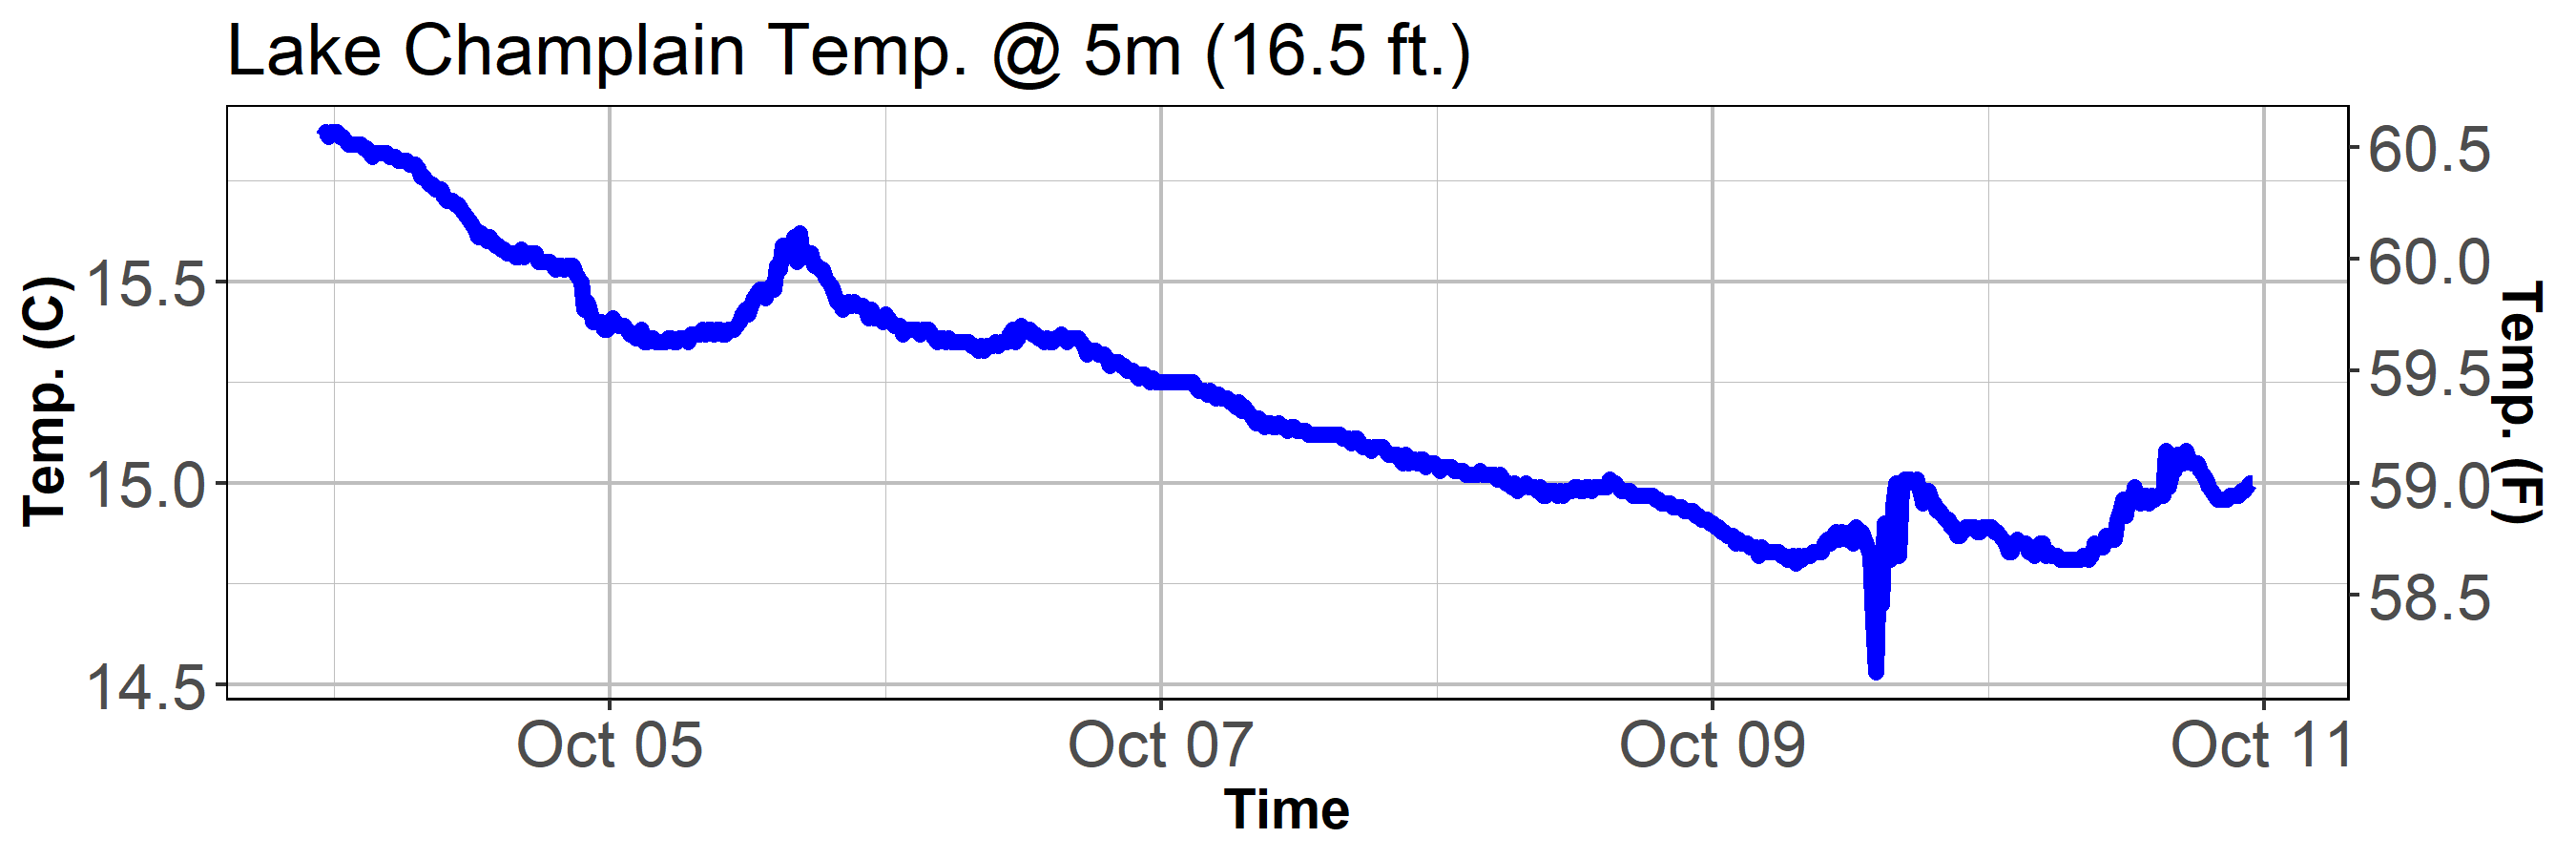 Lake Champlain Temp. @ 5m (16.5 ft.)
Temp. (C)
15.5
15.0
14.5
60.5
60.0
59.5
59.0
58.5
Temp. (F)
Oct 05 Oct 07 Oct 09 Oct 11
Time